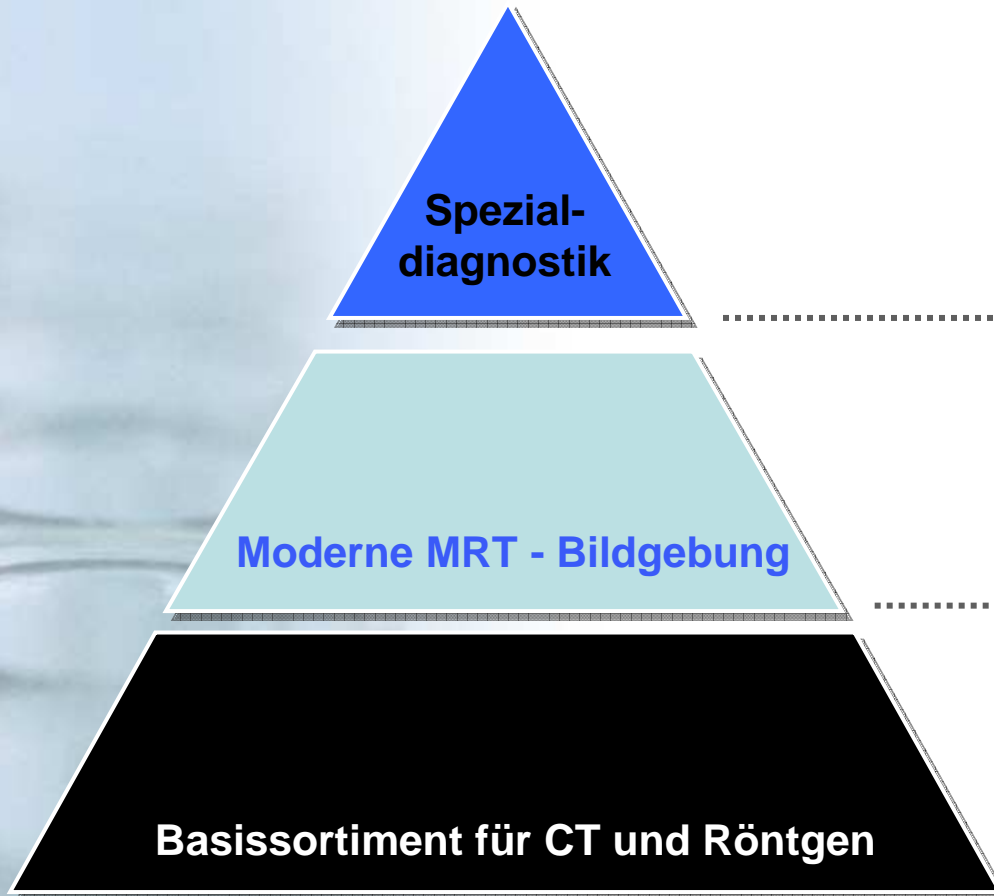 Spezial-
diagnostik
Moderne MRT - Bildgebung
Basissortiment für CT und Röntgen